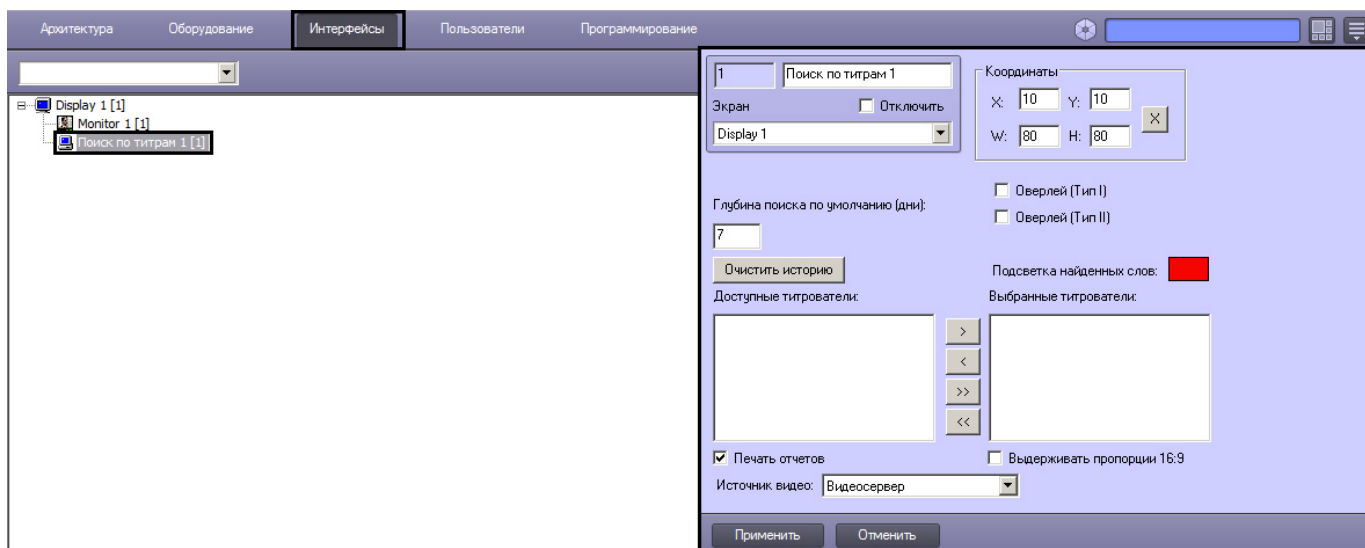 Архитектура Оборудование Интерфейсы Пользователи Программирование
Display 1 [1]
Monitor 1 [1]
Поиск по титрам 1 [1]
1 Поиск по титрам 1
Экран Отключить
Display 1
Координаты
X: 10 Y: 10
X
W: 80 H: 80
Оверлей (Тип I)
Оверлей (Тип II)
Глубина поиска по умолчанию (дни):
7
Очистить историю
Подсветка найденных слов:
Доступные титрователи:
Выбранные титрователи:
>
<
>>
<<
Печать отчетов
Выдерживать пропорции 16:9
Источник видео: Видеосервер
Применить Отменить